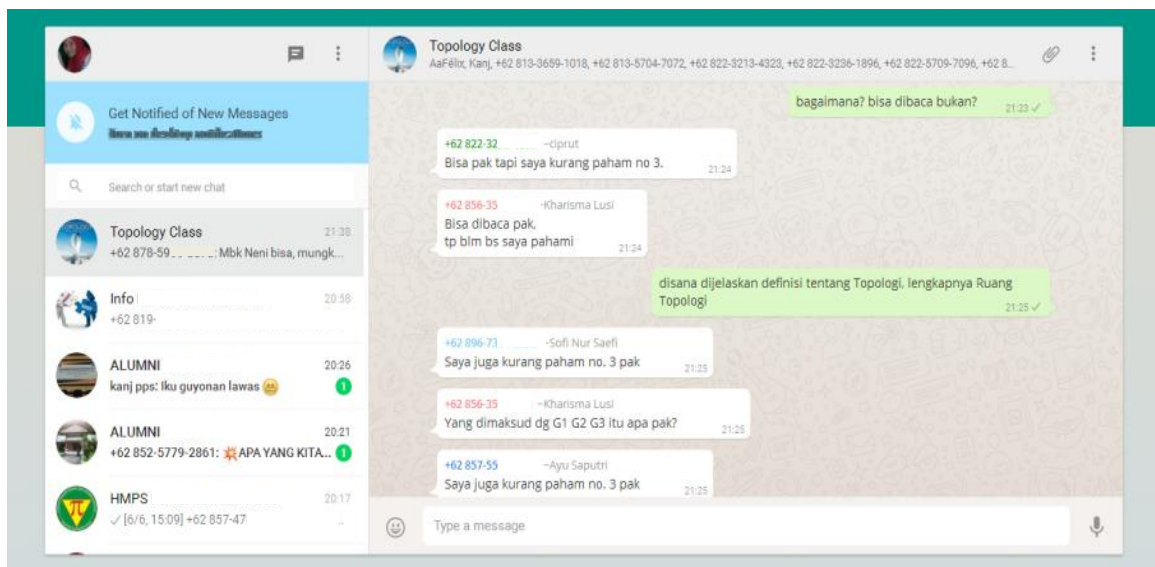 Get Notified of New Messages
Search or start new chat
Topology Class 21:38
+62 878-59 : Mbk Neni bisa, mungk...
Info 20:58
+62 819-
ALUMNI 20:26
kanj pps: Iku guyonan lawas 😄 1
ALUMNI 20:21
+62 852-5779-2861: 💥APA YANG KITA... 1
HMPS 20:17
✓ [6/6, 15:09] +62 857-47
Topology Class
AaFélix, Kanj, +62 813-3659-1018, +62 813-5704-7072, +62 822-3213-4323, +62 822-3236-1896, +62 822-5709-7096, +62 8...
bagaimana? bisa dibaca bukan? 21:23 ✓
+62 822-32 ~ciprut
Bisa pak tapi saya kurang paham no 3. 21:24
+62 856-35 -Kharisma Lusi
Bisa dibaca pak,
tp blm bs saya pahami 21:24
disana dijelaskan definisi tentang Topologi, lengkapnya Ruang
Topologi 21:25 ✓
+62 896-73 -Sofi Nur Saefi
Saya juga kurang paham no. 3 pak 21:25
+62 856-35 ~Kharisma Lusi
Yang dimaksud dg G1 G2 G3 itu apa pak? 21:25
+62 857-55 ~Ayu Saputri
Saya juga kurang paham no. 3 pak 21:25
Type a message